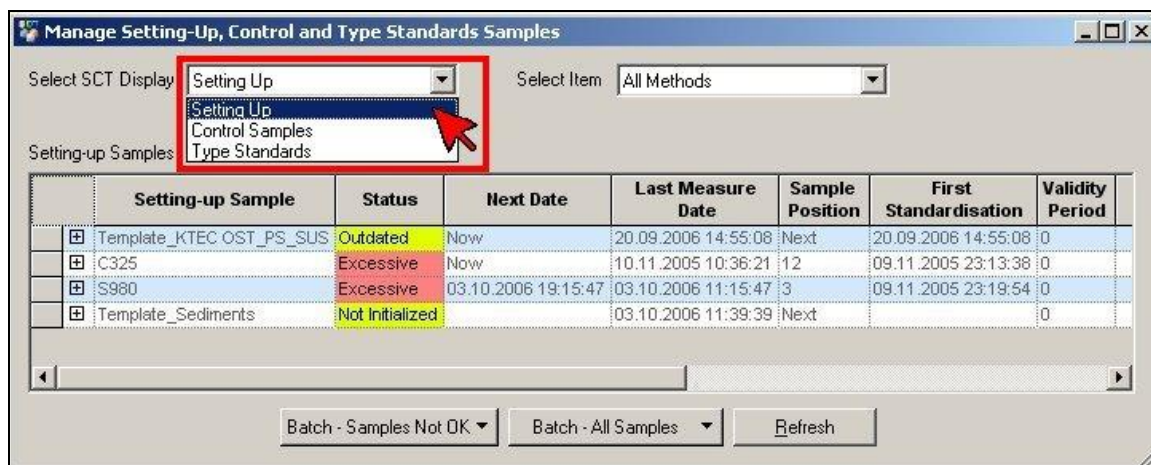 Manage Setting-Up, Control and Type Standards Samples
Select SCT Display Setting Up Select Item All Methods
Setting Up
Control Samples
Setting-up Samples Type Standards
Setting-up Sample Status Next Date Last Measure Date Sample Position First Standardisation Validity Period
Template_KTEC OST_PS_SUS Outdated Now 20.09.2006 14:55:08 Next 20.09.2006 14:55:08 0
C325 Excessive Now 10.11.2005 10:36:21 12 09.11.2005 23:13:38 0
S980 Excessive 03.10.2006 19:15:47 03.10.2006 11:15:47 3 09.11.2005 23:19:54 0
Template_Sediments Not Initialized 03.10.2006 11:39:39 Next 0
Batch - Samples Not OK Batch - All Samples Refresh